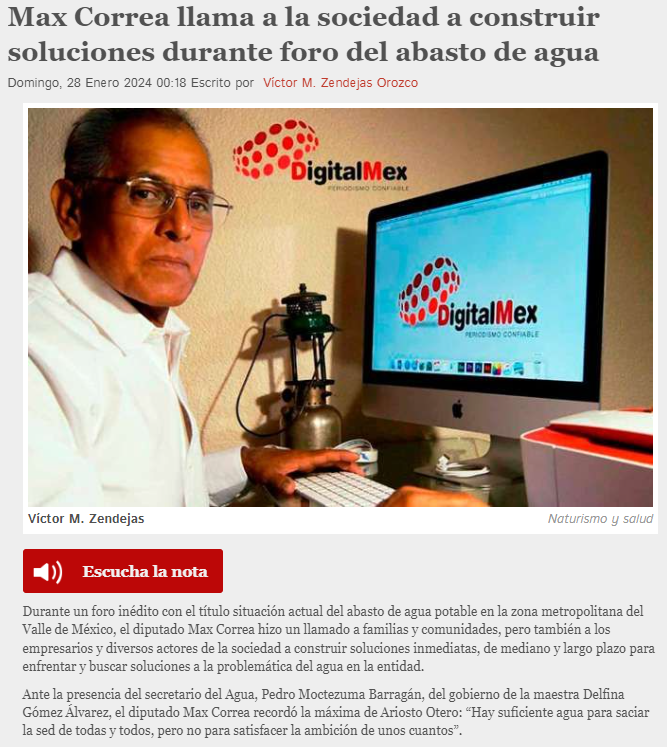 Max Correa llama a la sociedad a construir
soluciones durante foro del abasto de agua
Domingo, 28 Enero 2024 00:18 Escrito por Víctor M. Zendejas Orozco
DigitalMex
PERIODISMO CONFIABLE
DigitalMex
PERIODISMO CONFIABLE
Víctor M. Zendejas
Naturismo y salud
Escucha la nota
Durante un foro inédito con el título situación actual del abasto de agua potable en la zona metropolitana del
Valle de México, el diputado Max Correa hizo un llamado a familias y comunidades, pero también a los
empresarios y diversos actores de la sociedad a construir soluciones inmediatas, de mediano y largo plazo para
enfrentar y buscar soluciones a la problemática del agua en la entidad.
Ante la presencia del secretario del Agua, Pedro Moctezuma Barragán, del gobierno de la maestra Delfina
Gómez Álvarez, el diputado Max Correa recordó la máxima de Ariosto Otero: “Hay suficiente agua para saciar
la sed de todas y todos, pero no para satisfacer la ambición de unos cuantos”.